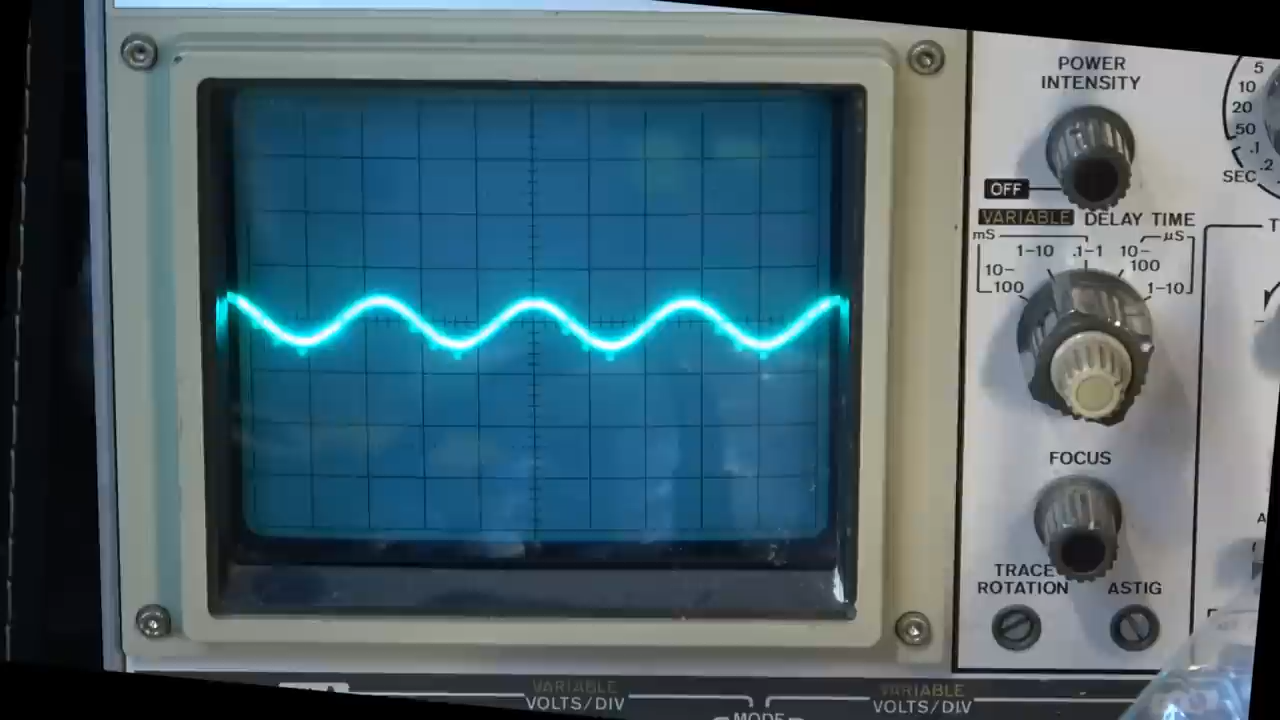 POWER
INTENSITY
5
10
20
50
.1
.2
SEC
OFF
VARIABLE DELAY TIME
mS
μS
1-10 .1-1 10-
100
10-
100
1-10
FOCUS
TRACE
ROTATION
ASTIG
VARIABLE
VOLTS/DIV
VARIABLE
VOLTS/DIV
MODE